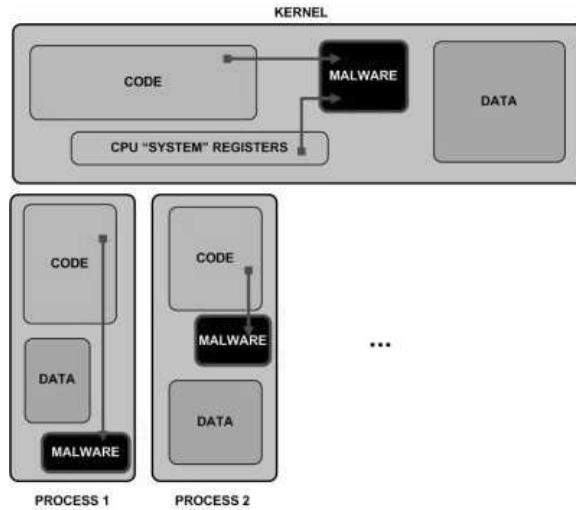 KERNEL
CODE
MALWARE
DATA
CPU “SYSTEM” REGISTERS
CODE
DATA
MALWARE
PROCESS 1
CODE
MALWARE
DATA
PROCESS 2
...